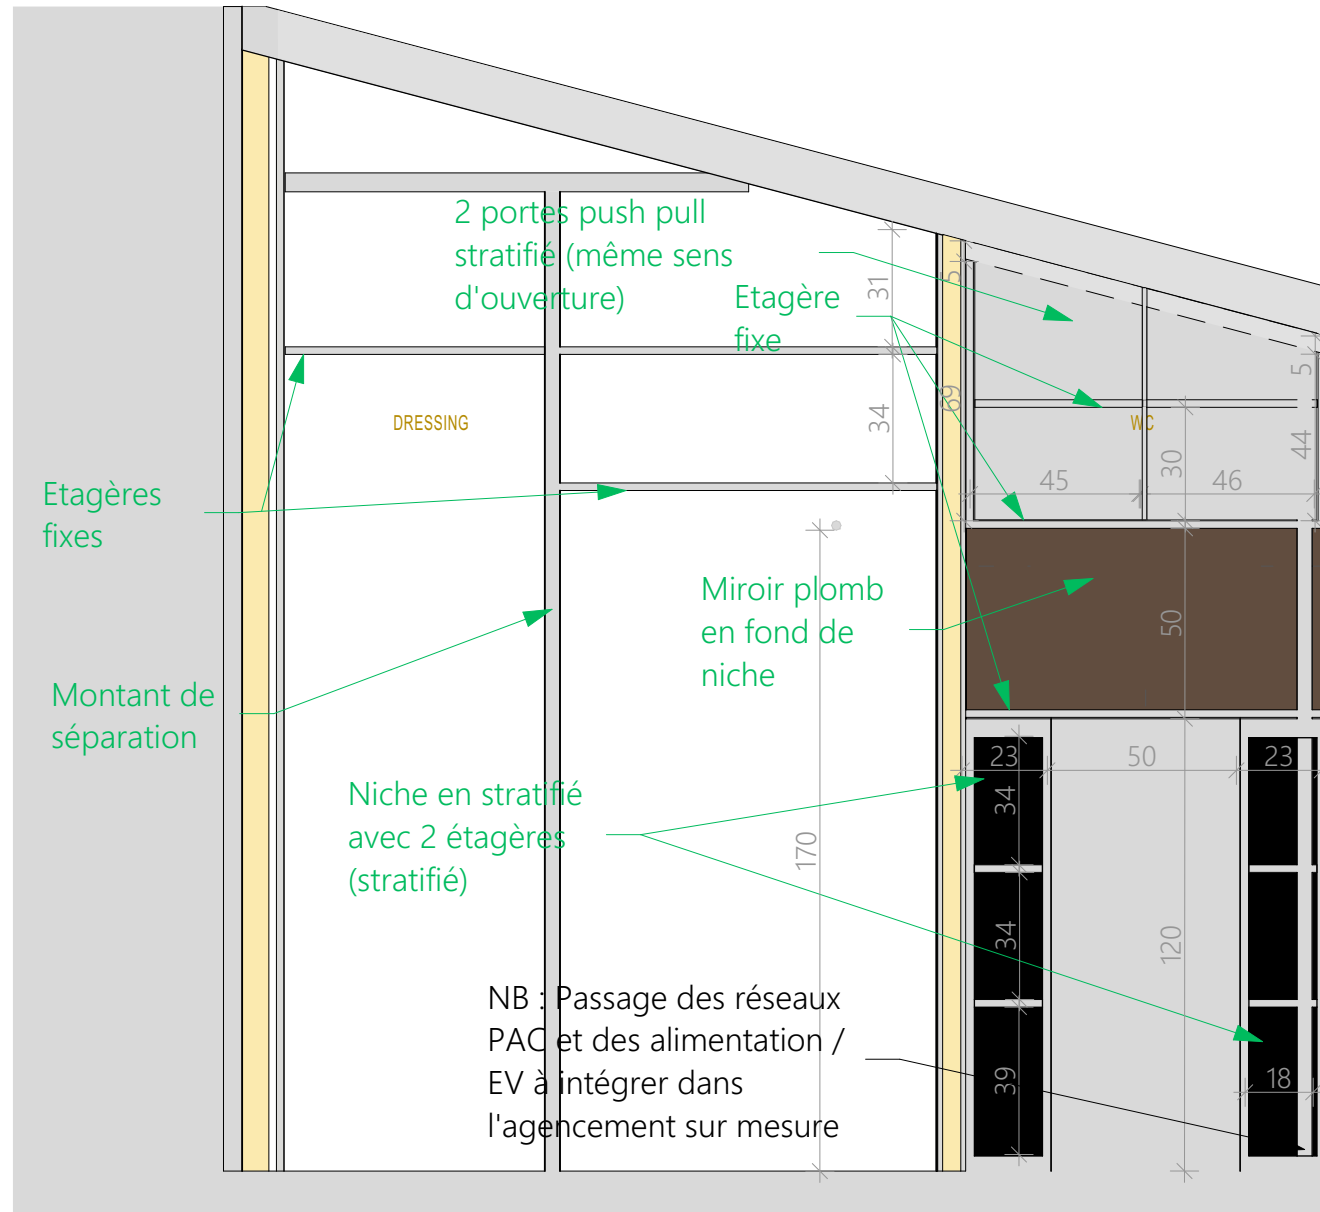 2 portes push pull
stratifié (même sens
d'ouverture)
Etagère
fixe
31
5
69
34
5
44
DRESSING
WC
30
45
46
Etagères
fixes
Miroir plomb
en fond de
niche
50
Montant de
séparation
23
50
23
Niche en stratifié
avec 2 étagères
(stratifié)
34
170
34
120
NB : Passage des réseaux
PAC et des alimentation /
EV à intégrer dans
l'agencement sur mesure
39
18